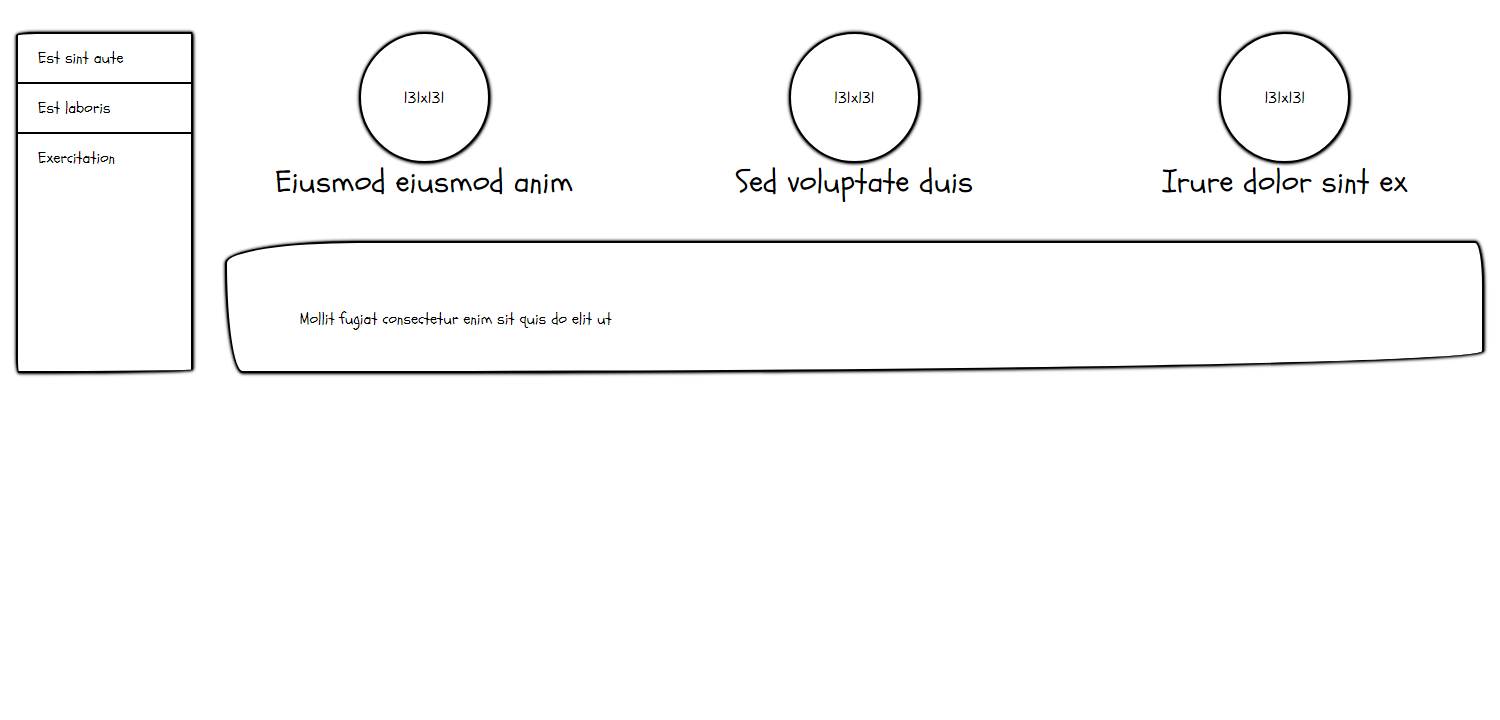 Est sint aute
Est laboris
Exercitation
131x131
Eiusmod eiusmod anim
131x131
Sed voluptate duis
131x131
Irure dolor sint ex
Mollit fugiat consectetur enim sit quis do elit ut